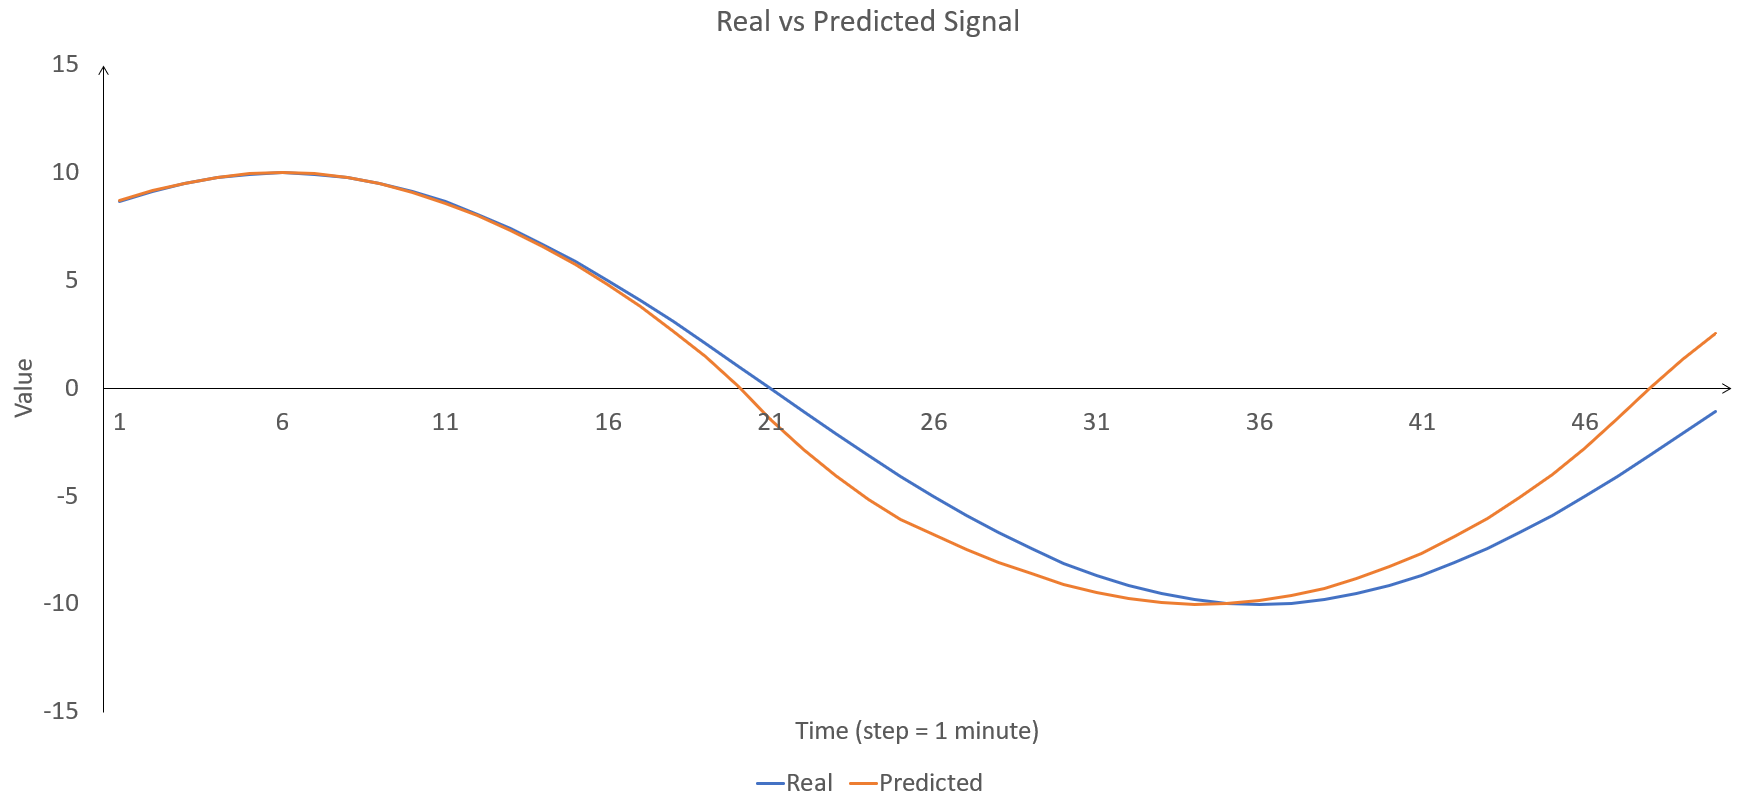 Real vs Predicted Signal
15
10
5
0
-5
-10
-15
Value
1 6 11 16 21 26 31 36 41 46
Time (step = 1 minute)
Real Predicted